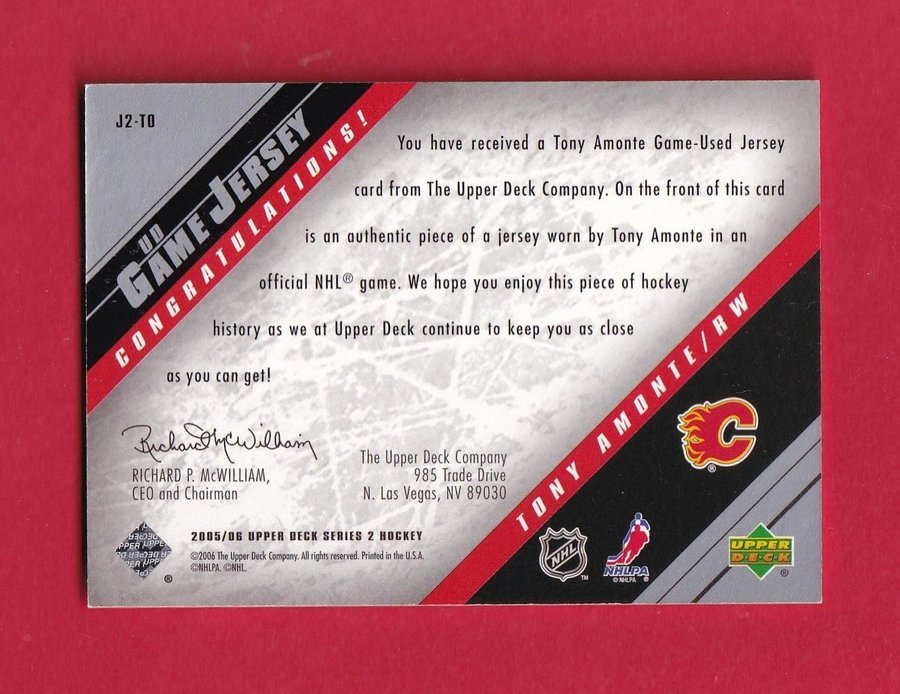 J2-TO
UD
GAME JERSEY
CONGRATULATIONS!
You have received a Tony Amonte Game-Used Jersey
card from The Upper Deck Company. On the front of this card
is an authentic piece of a jersey worn by Tony Amonte in an
official NHL® game. We hope you enjoy this piece of hockey
history as we at Upper Deck continue to keep you as close
as you can get!
Richard P. McWilliam
RICHARD P. McWILLIAM,
CEO and Chairman
The Upper Deck Company
985 Trade Drive
N. Las Vegas, NV 89030
TONY AMONTE/RW
C
®
2005/06 UPPER DECK SERIES 2 HOCKEY
©2006 The Upper Deck Company. All rights reserved. Printed in the U.S.A.
©NHLPA. ©NHL.
®
NHL
™
NHLPA
© NHLPA ®
UPPER
D·E·C·K
®